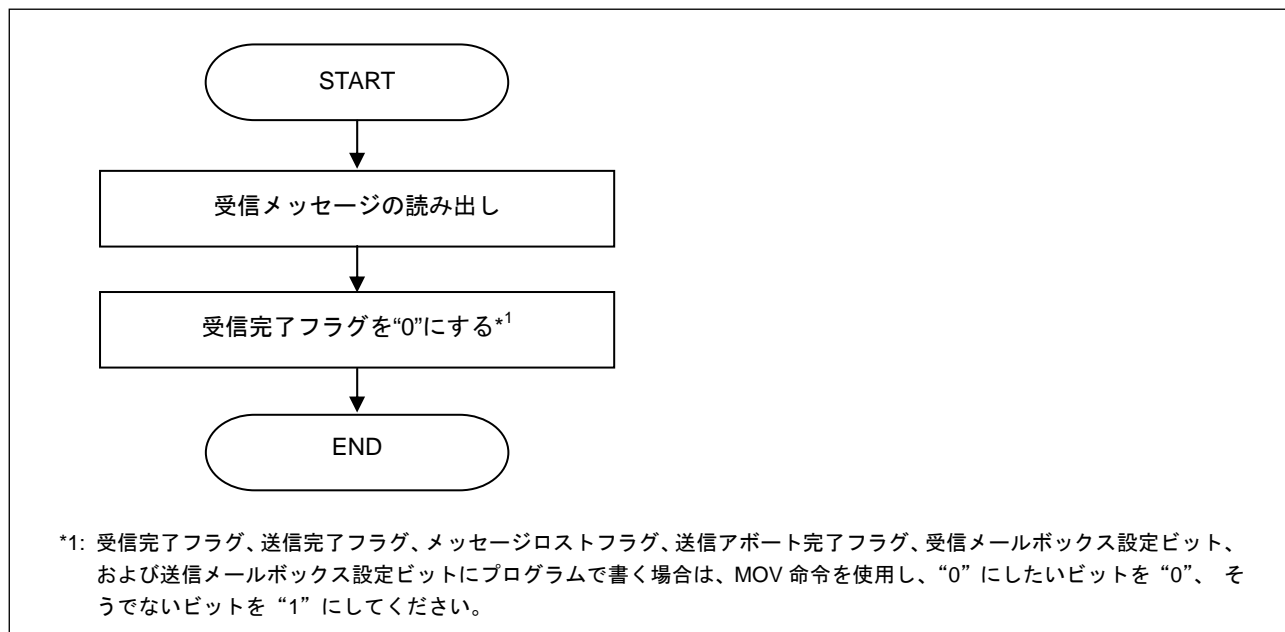 START
受信メッセージの読み出し
受信完了フラグを“0”にする*1
END
*1: 受信完了フラグ、送信完了フラグ、メッセージロストフラグ、送信アボート完了フラグ、受信メールボックス設定ビット、
および送信メールボックス設定ビットにプログラムで書く場合は、MOV 命令を使用し、“0” にしたいビットを “0”、 そ
うでないビットを “1” にしてください。